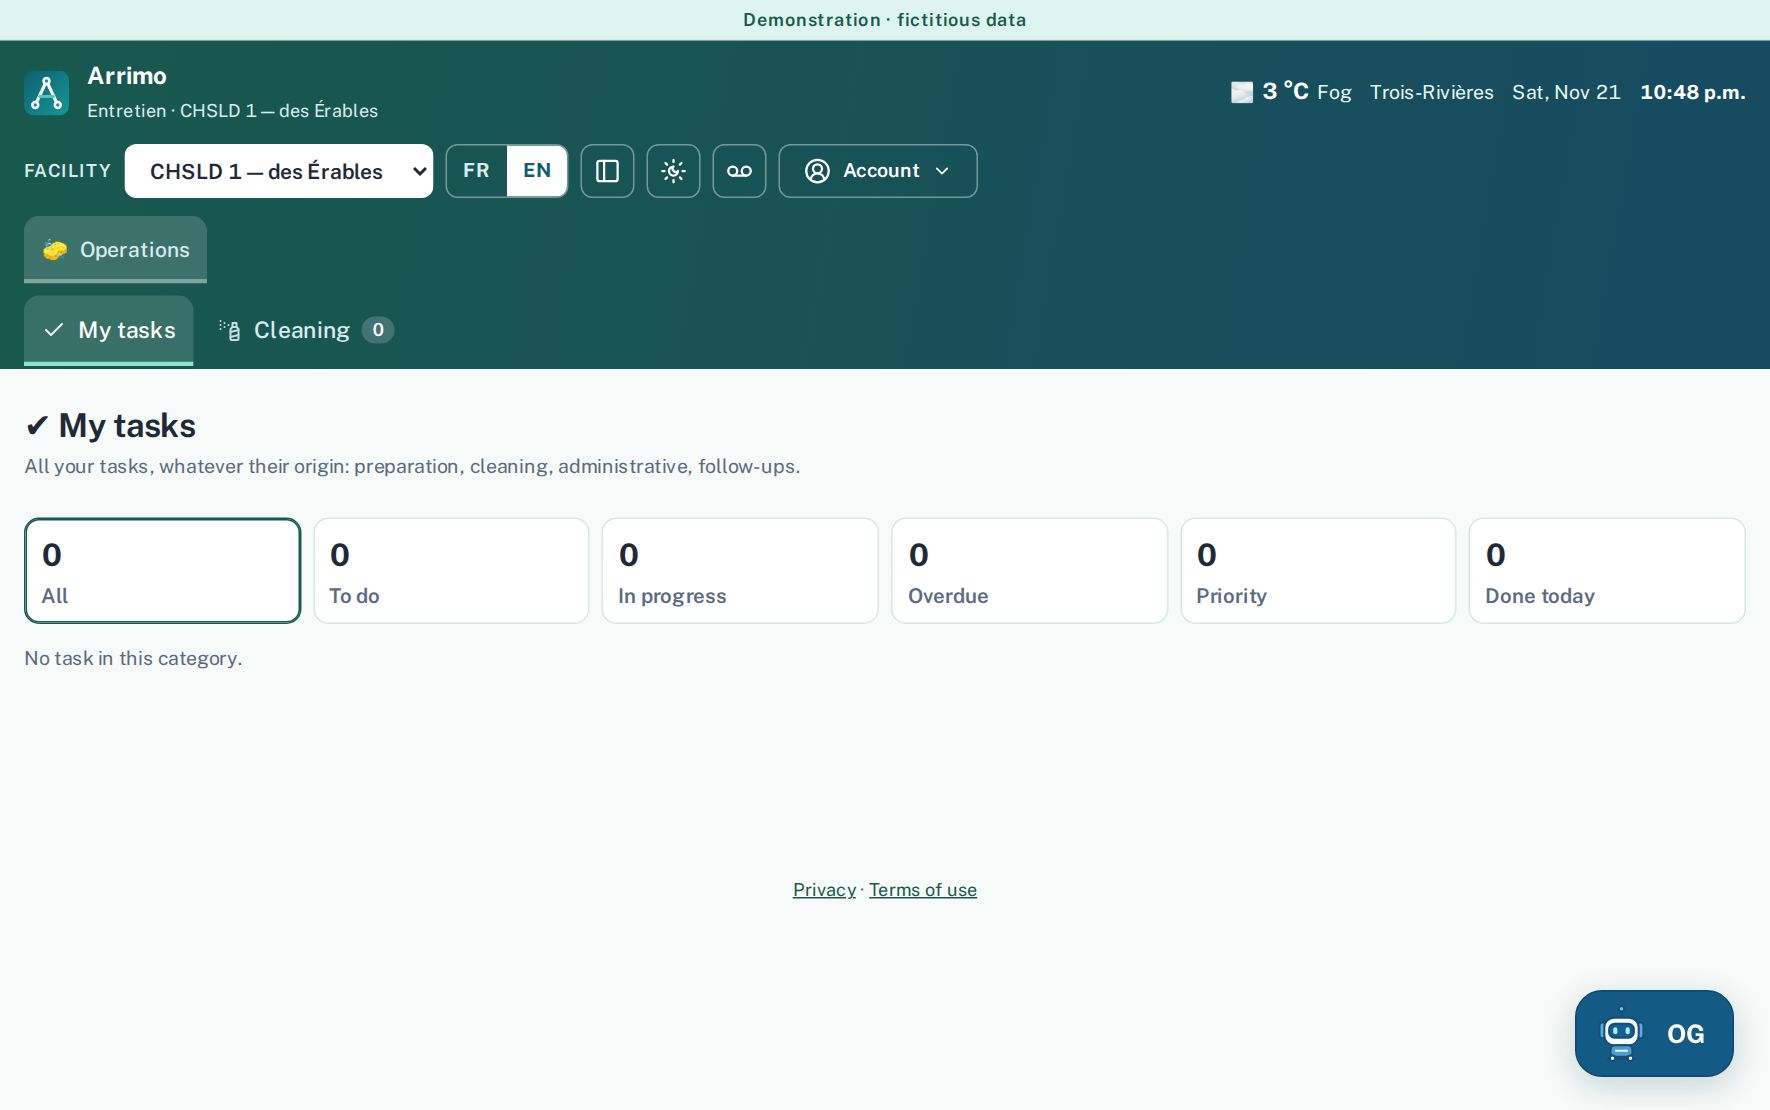 Demonstration · fictitious data
Arrimo
Entretien · CHSLD 1 — des Érables
3 °C Fog Trois-Rivières Sat, Nov 21 10:48 p.m.
FACILITY CHSLD 1 — des Érables FR EN Account
Operations
My tasks Cleaning 0
✔ My tasks
All your tasks, whatever their origin: preparation, cleaning, administrative, follow-ups.
0 0 0 0 0 0
All To do In progress Overdue Priority Done today
No task in this category.
Privacy · Terms of use
OG